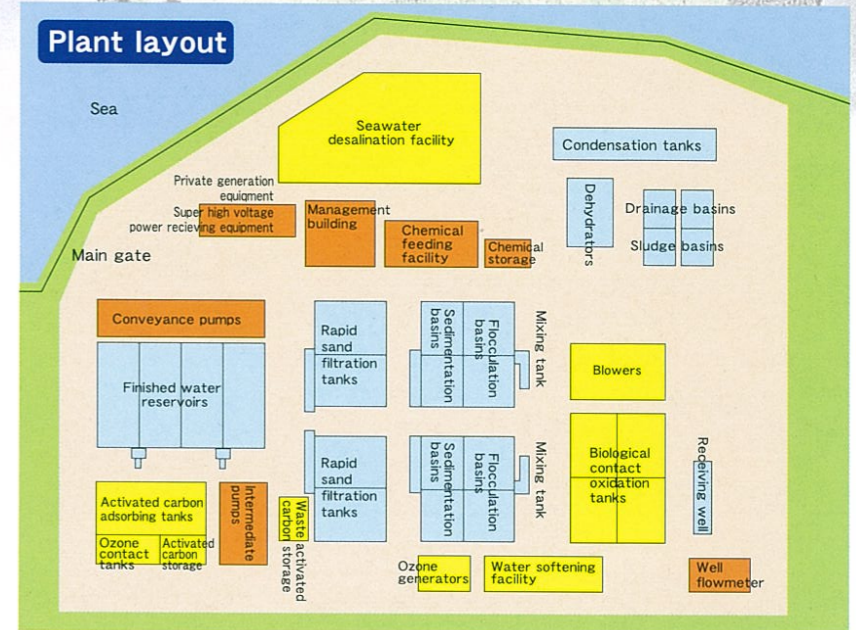 Plant layout
Sea
Seawater
desalination facility
Condensation tanks
Private generation
equigment
Super high voltage
power recieving equipment
Management
building
Chemical
feeding
facility
Chemical
storage
Dehydrators
Drainage basins
Sludge basins
Main gate
Conveyance pumps
Finished water
reservoirs
Rapid
sand
filtration
tanks
Sedimentation
basins
Flocculation
basins
Mixing tank
Blowers
Rapid
sand
filtration
tanks
Sedimentation
basins
Flocculation
basins
Mixing tank
Biological
contact
oxidation
tanks
Receiving well
Activated carbon
adsorbing tanks
Ozone
contact
tanks
Activated
carbon
storage
Intermediate
pumps
Waste activated
carbon storage
Ozone
generators
Water softening
facility
Well
flowmeter